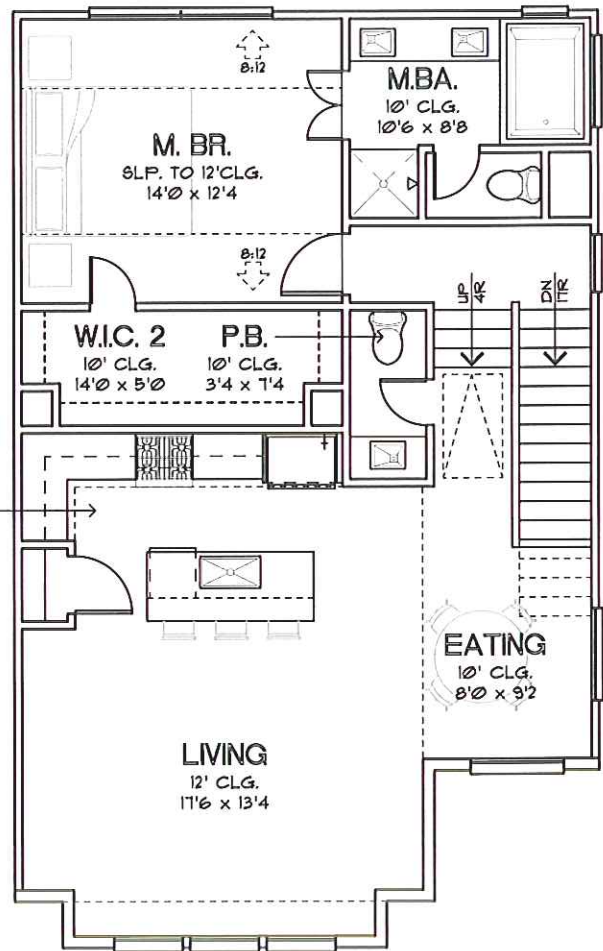 8:12
M.BA.
10' CLG.
10'6 x 8'8
M. BR.
SLP. TO 12'CLG.
14'0 x 12'4
8:12
UP
4R
DN
17R
W.I.C. 2
10' CLG.
14'0 x 5'0
P.B.
10' CLG.
3'4 x 7'4
EATING
10' CLG.
8'0 x 9'2
LIVING
12' CLG.
17'6 x 13'4